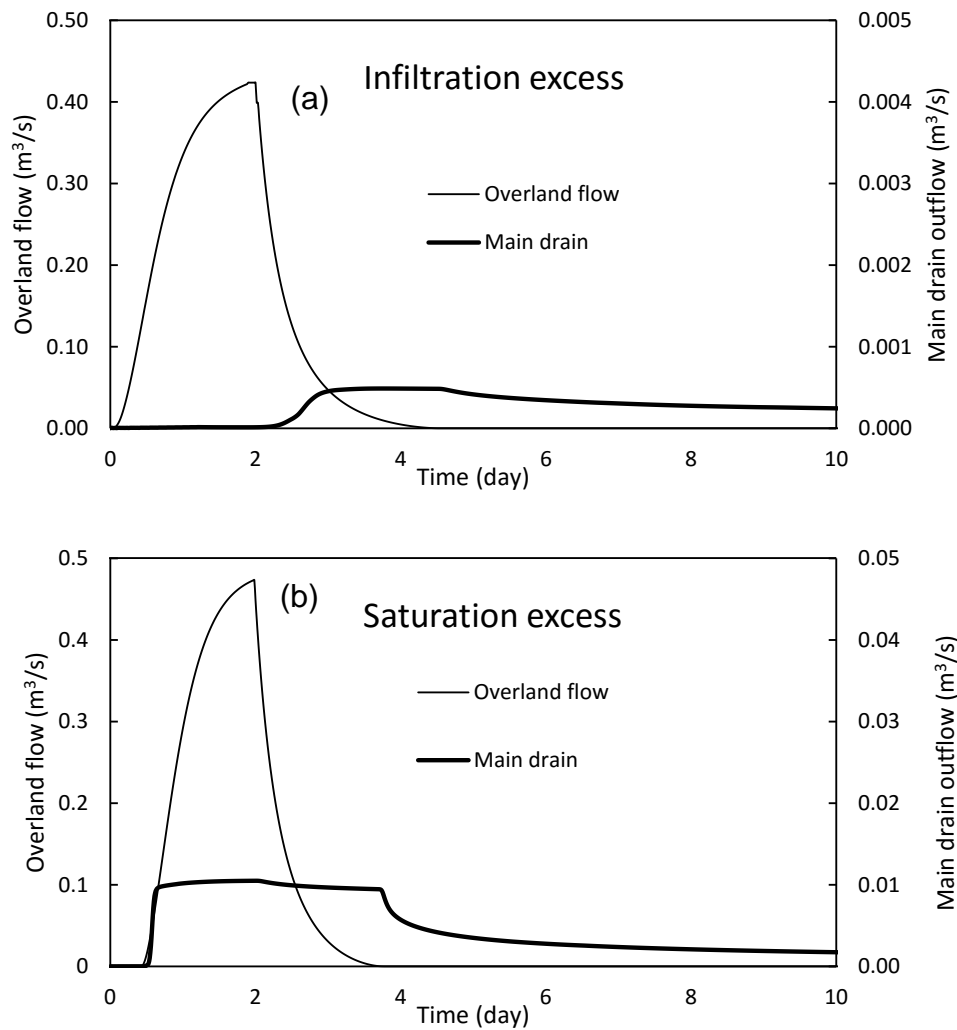 0.50
0.40
0.30
0.20
0.10
0.00
Overland flow (m³/s)
(a)
Infiltration excess
Overland flow
Main drain
0.005
0.004
0.003
0.002
0.001
0.000
Main drain outflow (m³/s)
0 2 4 6 8 10
Time (day)
0.5
0.4
0.3
0.2
0.1
0
Overland flow (m³/s)
(b)
Saturation excess
Overland flow
Main drain
0.05
0.04
0.03
0.02
0.01
0.00
Main drain outflow (m³/s)
0 2 4 6 8 10
Time (day)